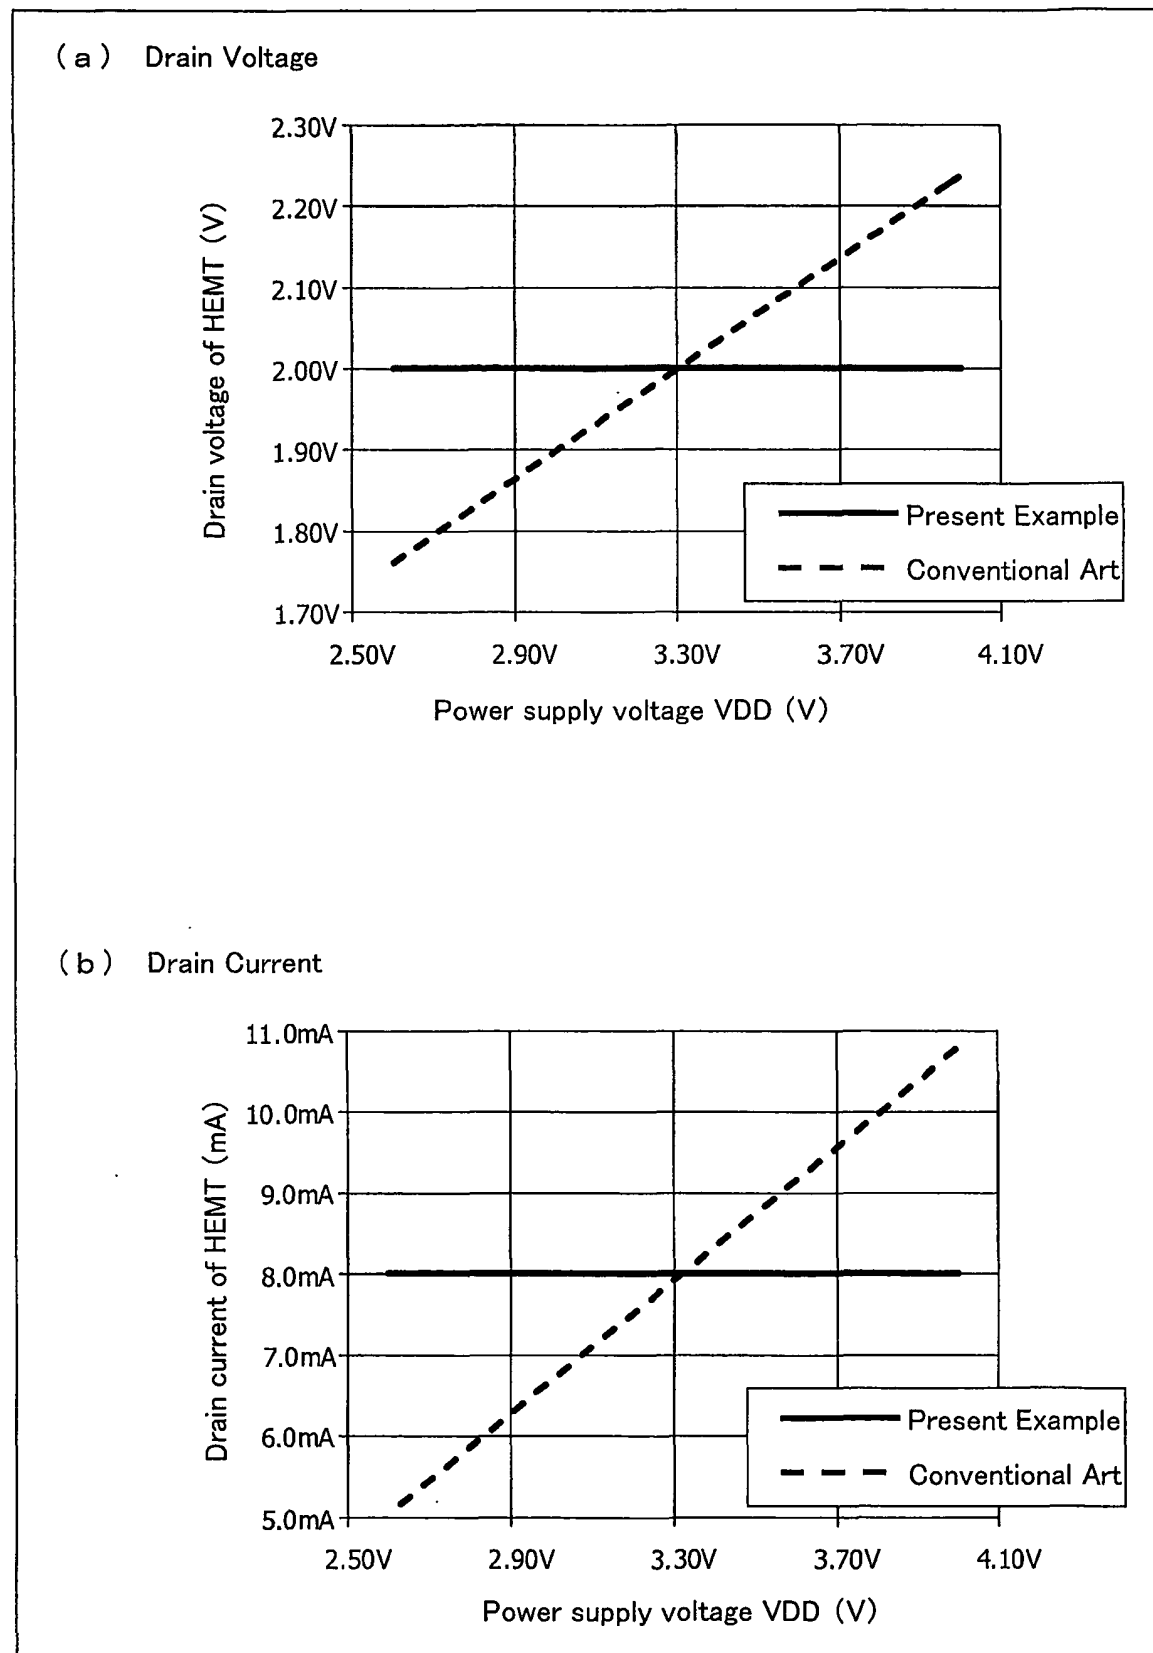 (a) Drain Voltage
2.30V
2.20V
2.10V
2.00V
1.90V
1.80V
1.70V
Drain voltage of HEMT (V)
Present Example
Conventional Art
2.50V 2.90V 3.30V 3.70V 4.10V
Power supply voltage VDD (V)
(b) Drain Current
11.0mA
10.0mA
9.0mA
8.0mA
7.0mA
6.0mA
5.0mA
Drain current of HEMT (mA)
Present Example
Conventional Art
2.50V 2.90V 3.30V 3.70V 4.10V
Power supply voltage VDD (V)